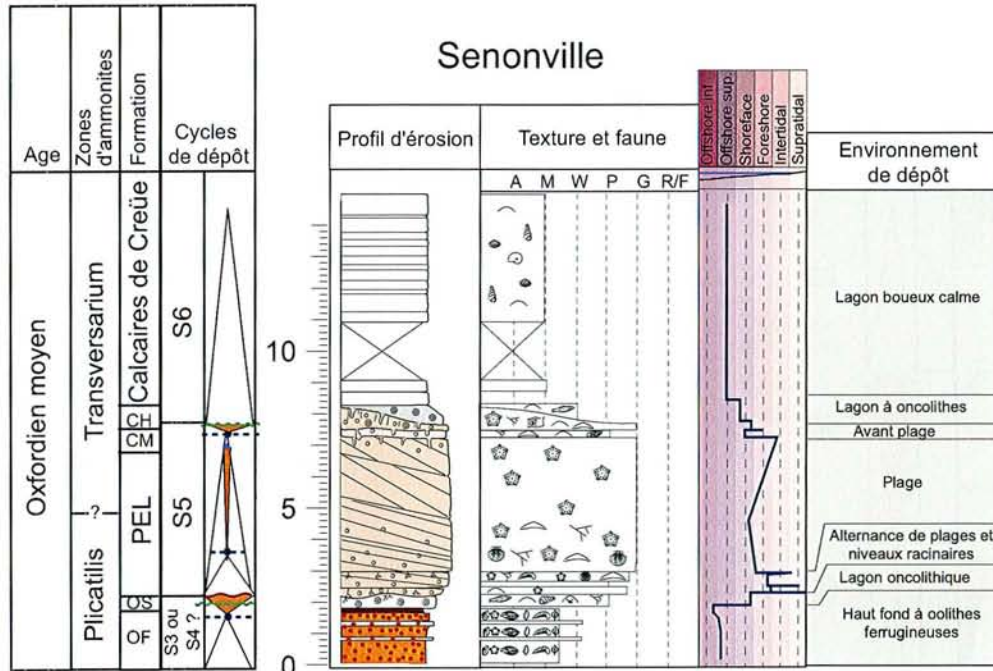 Senonville
Age
Zones
d'ammonites
Formation
Cycles
de dépôt
Profil d'érosion
Texture et faune
Offshore inf.
Offshore sup.
Shoreface
Foreshore
Intertidal
Supratidal
Environnement
de dépôt
A M W P G R/F
Oxfordien moyen
Transversarium
?
Plicatilis
Calcaires de Creüe
CH
CM
PEL
OS
OF
S6
S5
S3 ou
S4 ?
10
5
0
Lagon boueux calme
Lagon à oncolithes
Avant plage
Plage
Alternance de plages et
niveaux racinaires
Lagon oncolithique
Haut fond à oolithes
ferrugineuses